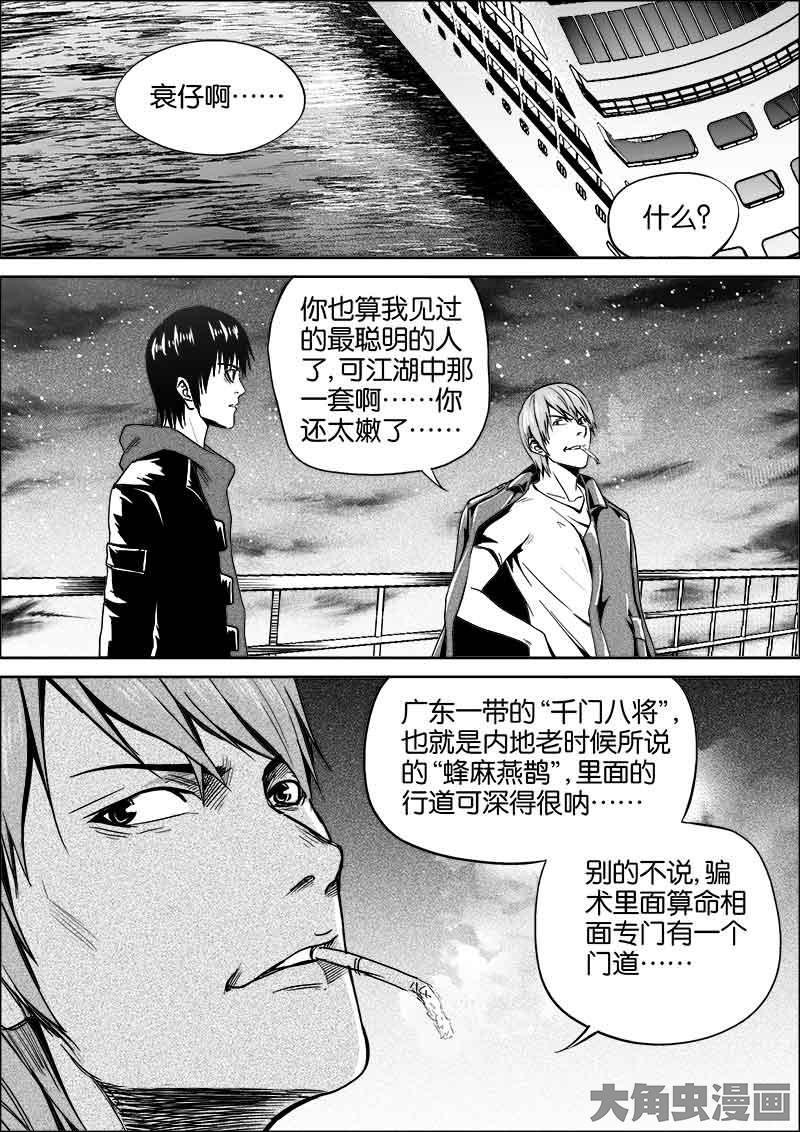 衰仔啊……
什么？
你也算我见过
的最聪明的人
了，可江湖中那
一套啊……你
还太嫩了……
广东一带的“千门八将”，
也就是内地老时候所说
的“蜂麻燕鹊”，里面的
行道可深得很呐……
别的不说，骗
术里面算命相
面专门有一个
门道……
大角虫漫画